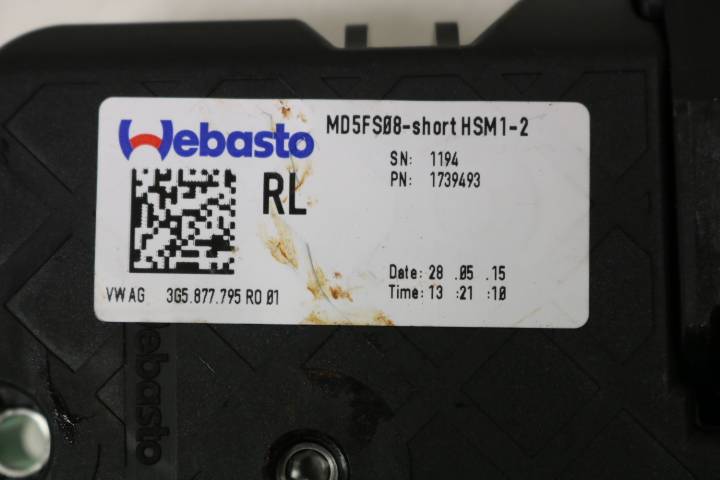 Webasto
MD5FS08-short HSM1-2
SN: 1194
PN: 1739493
RL
Date: 28 .05 .15
Time: 13 :21 :10
VW AG 3G5.877.795 RO 01
Webasto